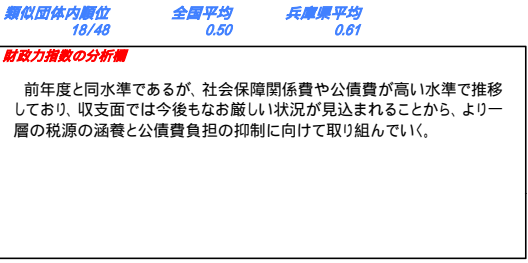 類似団体内順位 全国平均 兵庫県平均
18/48 0.50 0.61
財政力指数の分析欄
前年度と同水準であるが、社会保障関係費や公債費が高い水準で推移
しており、収支面では今後もなお厳しい状況が見込まれることから、より一
層の税源の涵養と公債費負担の抑制に向けて取り組んでいく。